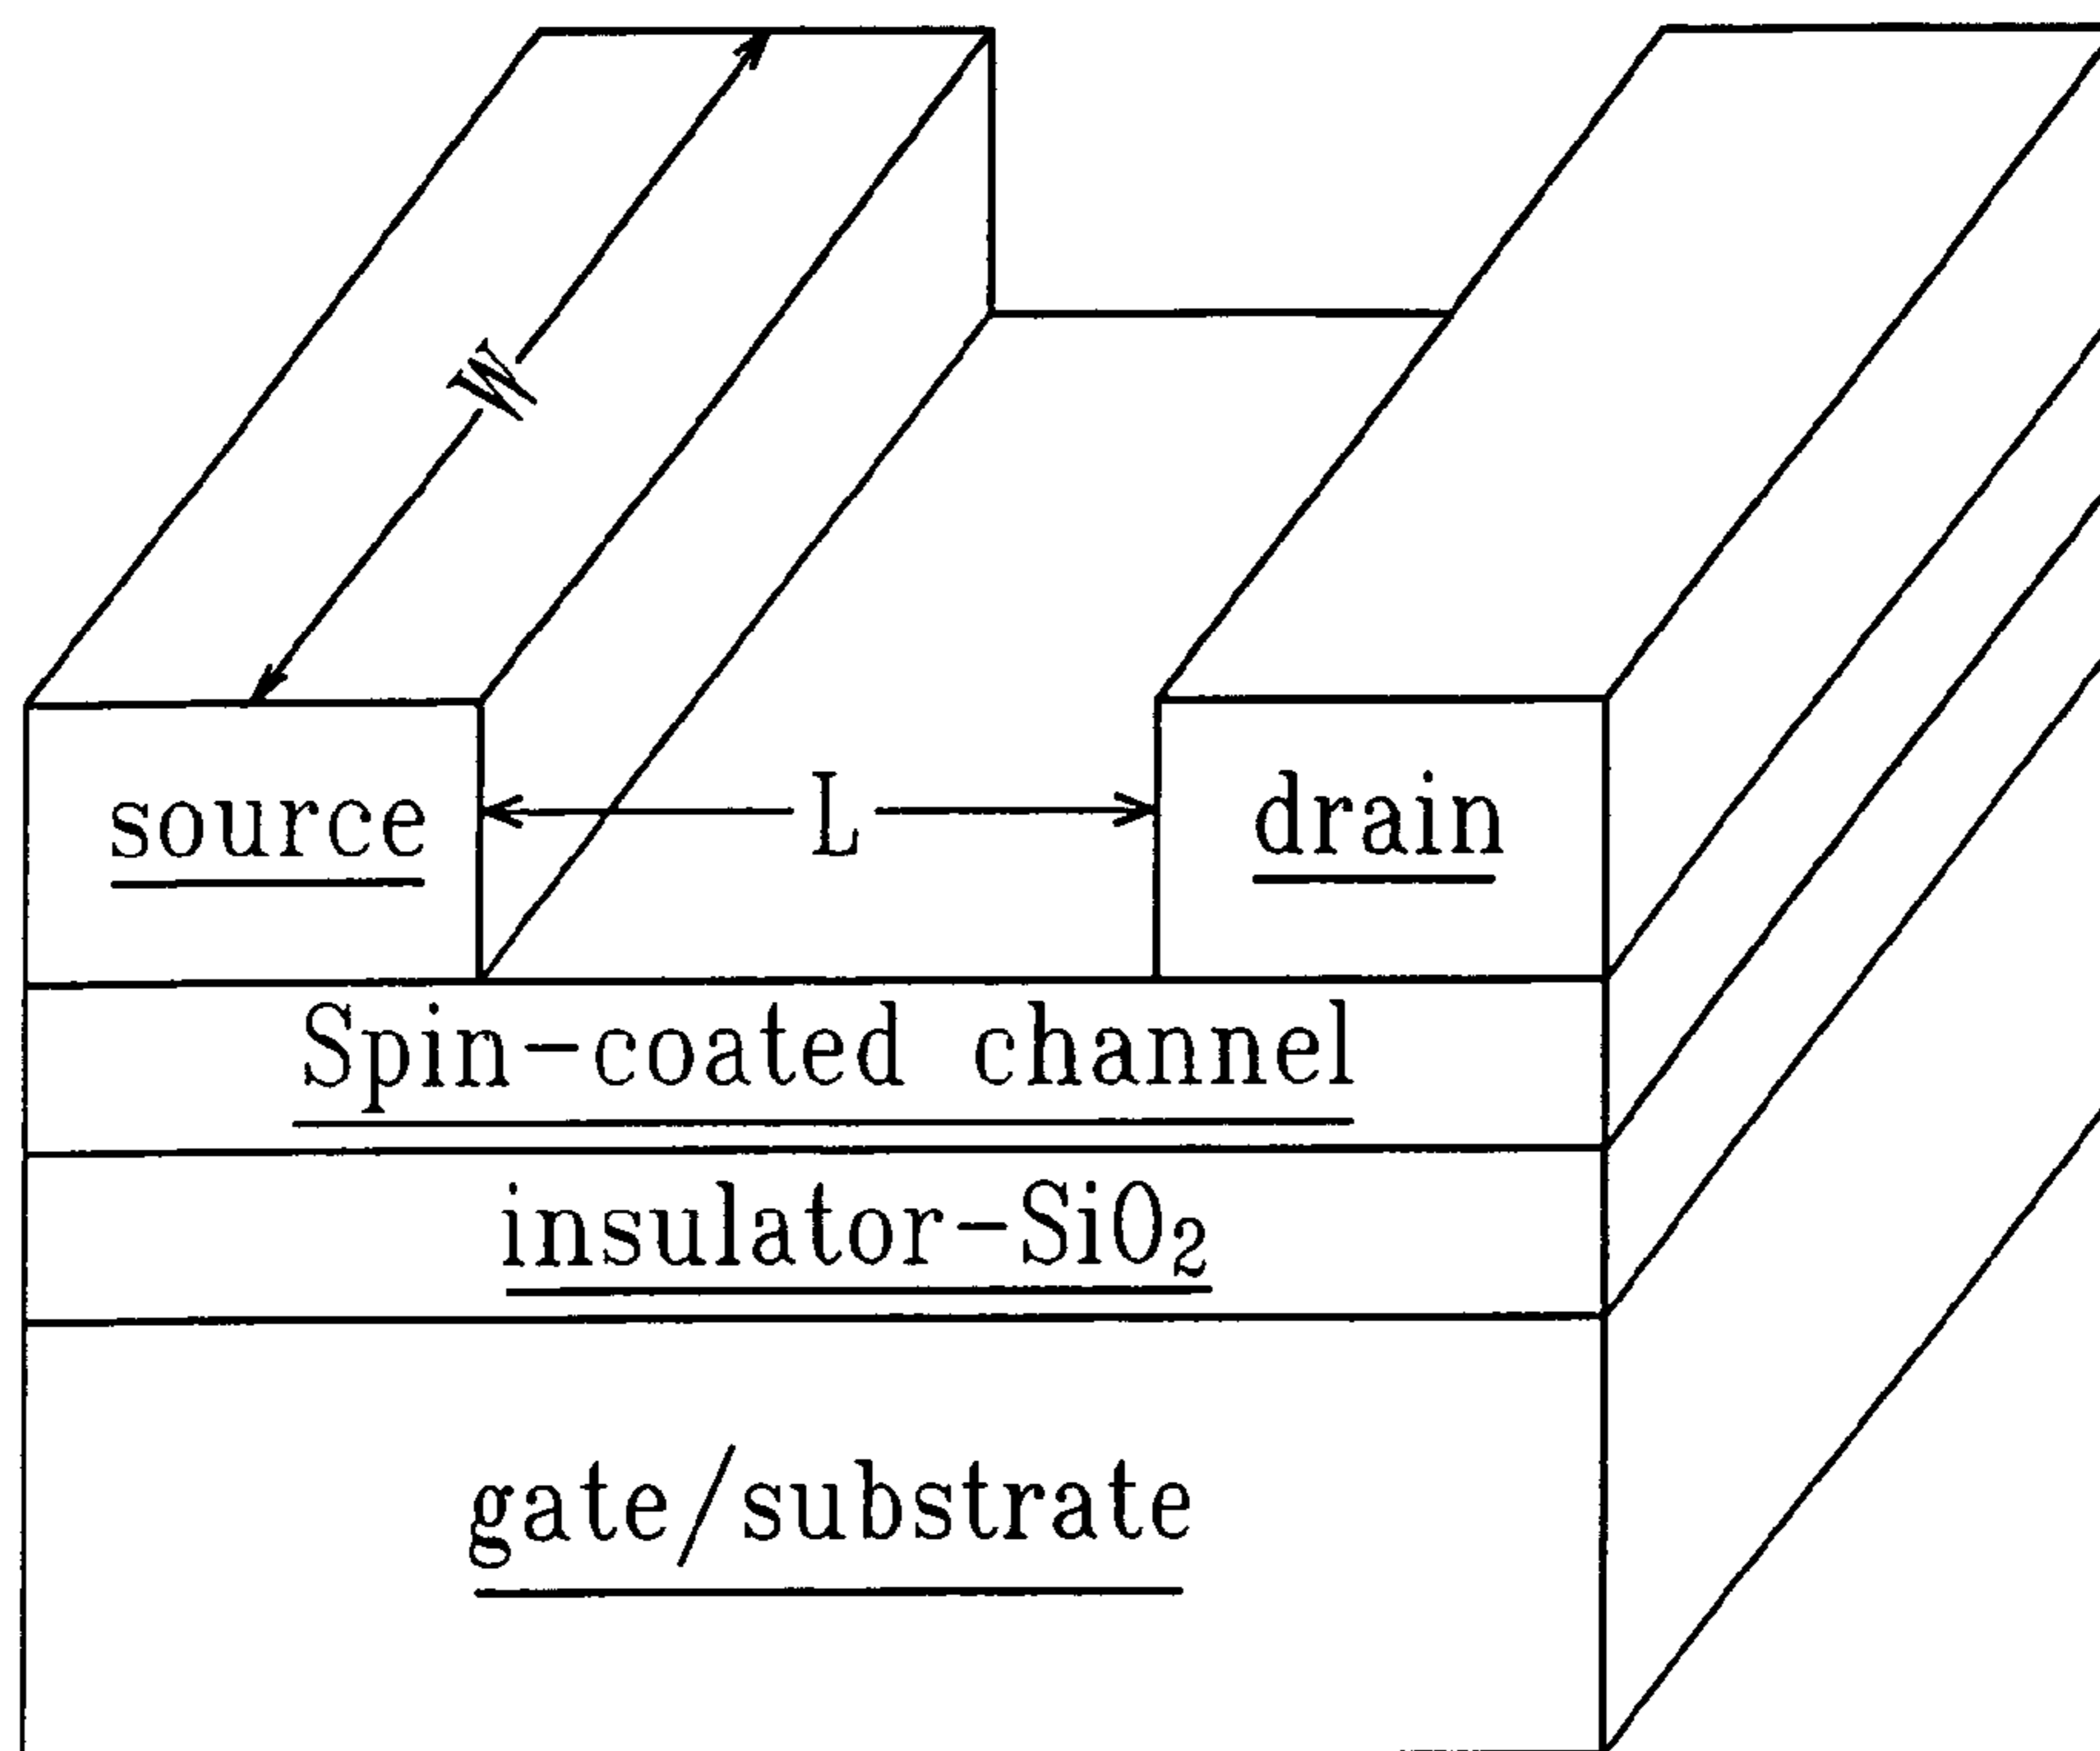 W
source
L
drain
Spin-coated channel
insulator-SiO₂
gate/substrate